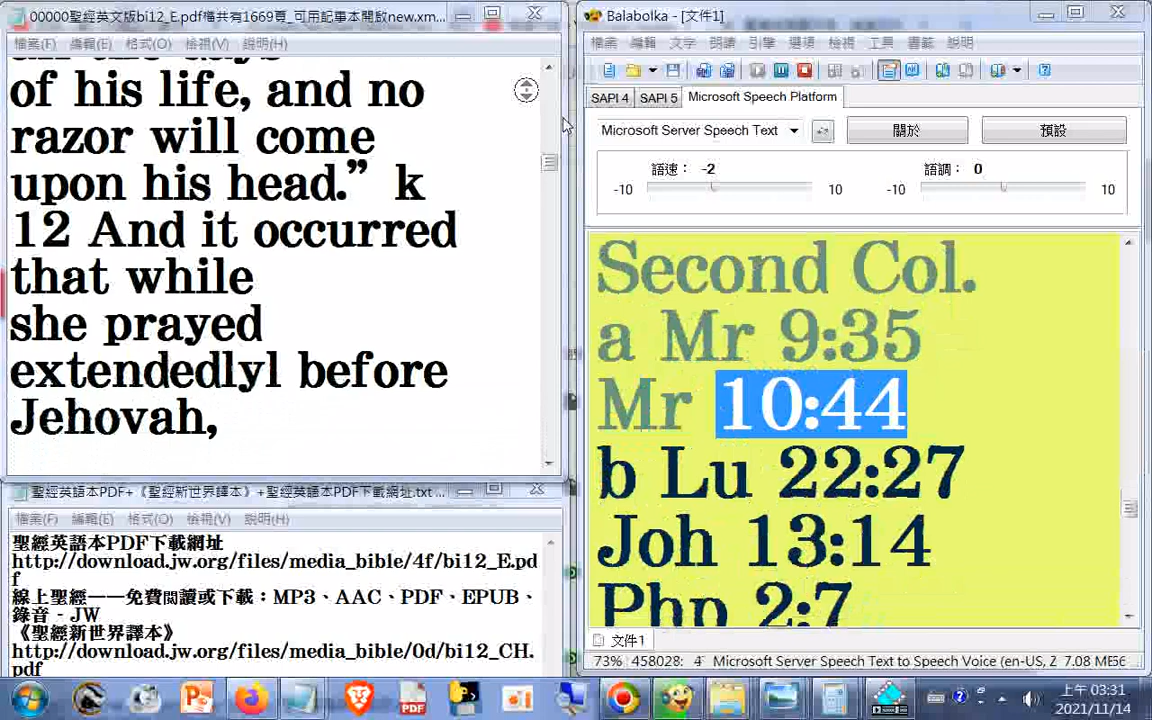 00000聖經英文版bi12_E.pdf檔共有1669頁_可用記事本開啟new.xm...
檔案(F) 編輯(E) 格式(O) 檢視(V) 說明(H)
of his life, and no
razor will come
upon his head.” k
12 And it occurred
that while
she prayed
extendedlyl before
Jehovah,
聖經英語本PDF+《聖經新世界譯本》+聖經英語本PDF下載網址.txt ...
檔案(F) 編輯(E) 格式(O) 檢視(V) 說明(H)
聖經英語本PDF下載網址
http://download.jw.org/files/media_bible/4f/bi12_E.pd
f
線上聖經——免費閱讀或下載：MP3、AAC、PDF、EPUB、
錄音 - JW
《聖經新世界譯本》
http://download.jw.org/files/media_bible/0d/bi12_CH.
pdf
Balabolka - [文件1]
檔案 編輯 文字 朗讀 引擎 選項 檢視 工具 書籤 說明
SAPI 4 SAPI 5 Microsoft Speech Platform
Microsoft Server Speech Text 關於 預設
語速： -2 語調： 0
-10 10 -10 10
Second Col.
a Mr 9:35
Mr 10:44
b Lu 22:27
Joh 13:14
Php 2:7
文件1
73% 458028: 4 Microsoft Server Speech Text to Speech Voice (en-US, Z 7.08 ME56
上午 03:31
2021/11/14